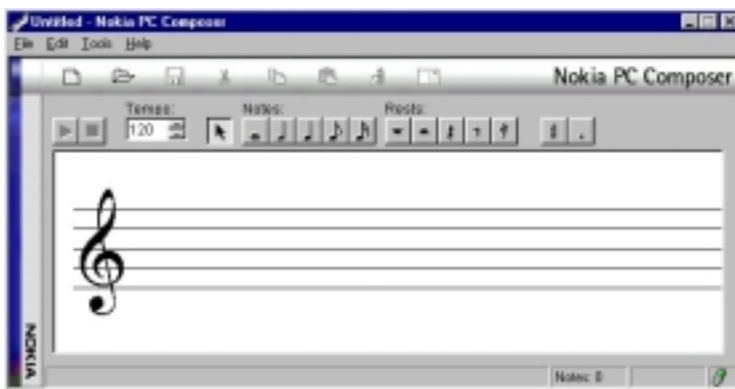 Untitled - Nokia PC Composer
File Edit Tools Help
Nokia PC Composer
Tempo: Notes: Rests:
120
NOKIA
Notes: 0